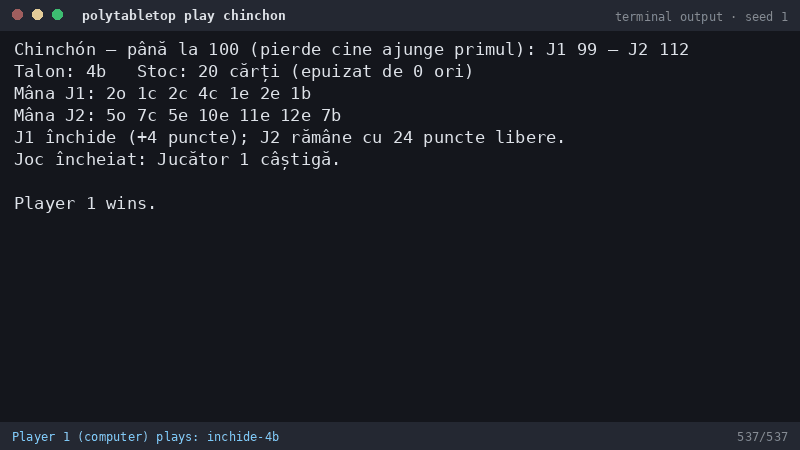 polytabletop play chinchon
terminal output · seed 1
Chinchón — până la 100 (pierde cine ajunge primul): J1 99 — J2 112
Talon: 4b   Stoc: 20 cărți (epuizat de 0 ori)
Mâna J1: 2o 1c 2c 4c 1e 2e 1b
Mâna J2: 5o 7c 5e 10e 11e 12e 7b
J1 închide (+4 puncte); J2 rămâne cu 24 puncte libere.
Joc încheiat: Jucător 1 câștigă.
Player 1 wins.
Player 1 (computer) plays: inchide-4b
537/537